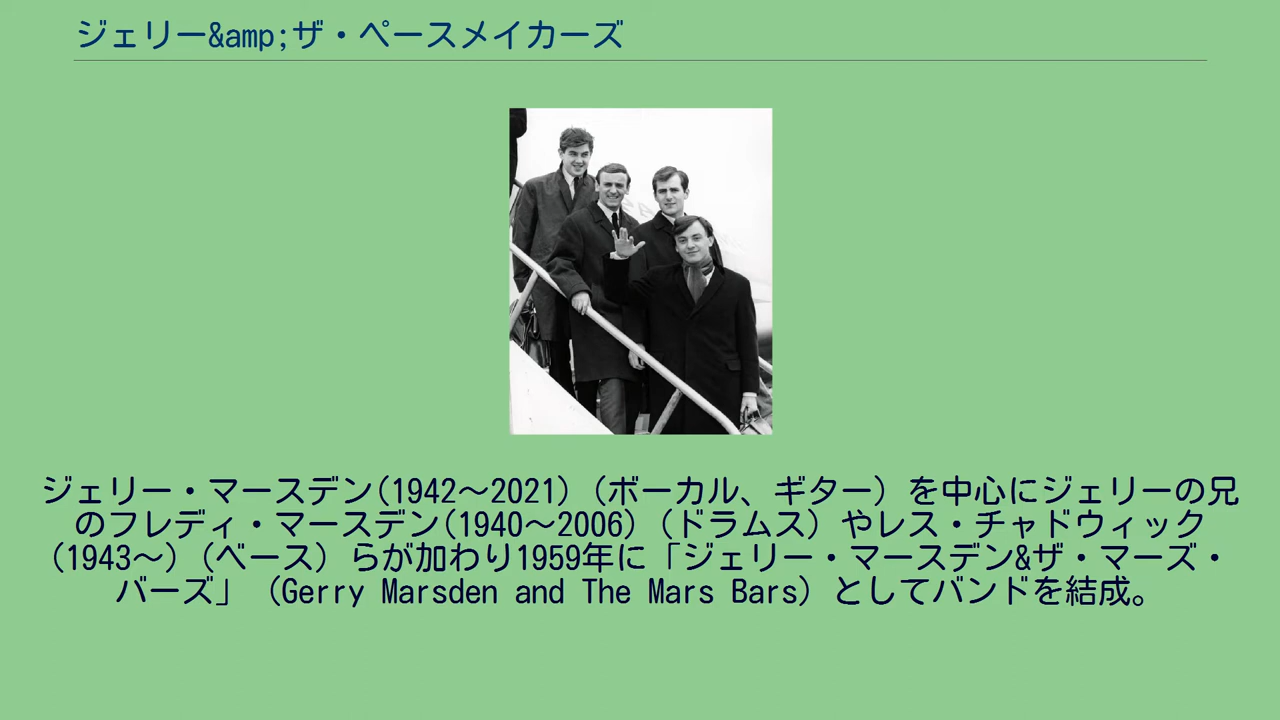 ジェリー&amp;ザ・ペースメイカーズ
ジェリー・マースデン(1942〜2021)（ボーカル、ギター）を中心にジェリーの兄
のフレディ・マースデン(1940〜2006)（ドラムス）やレス・チャドウィック
(1943〜)（ベース）らが加わり1959年に「ジェリー・マースデン&ザ・マーズ・
バーズ」（Gerry Marsden and The Mars Bars）としてバンドを結成。